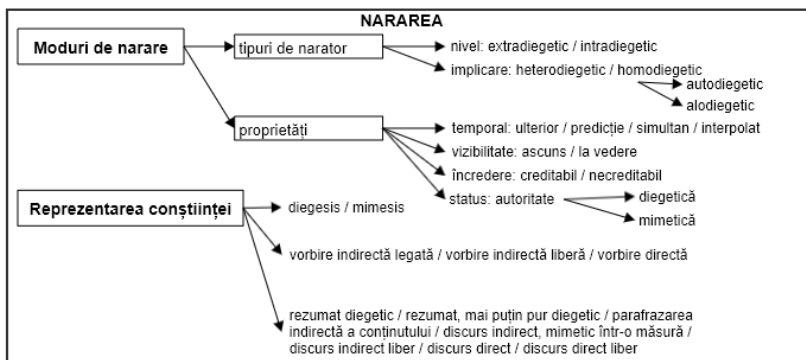 NARAREA
Moduri de narare
tipuri de narator
nivel: extradiegetic / intradiegetic
implicare: heterodiegetic / homodiegetic
autodiegetic
alodiegetic
proprietăți
temporal: ulterior / predicție / simultan / interpolat
vizibilitate: ascuns / la vedere
încredere: creditabil / necreditabil
status: autoritate
diegetică
mimetică
Reprezentarea conștiinței
diegesis / mimesis
vorbire indirectă legată / vorbire indirectă liberă / vorbire directă
rezumat diegetic / rezumat, mai puțin pur diegetic / parafrazarea
indirectă a conținutului / discurs indirect, mimetic într-o măsură /
discurs indirect liber / discurs direct / discurs direct liber